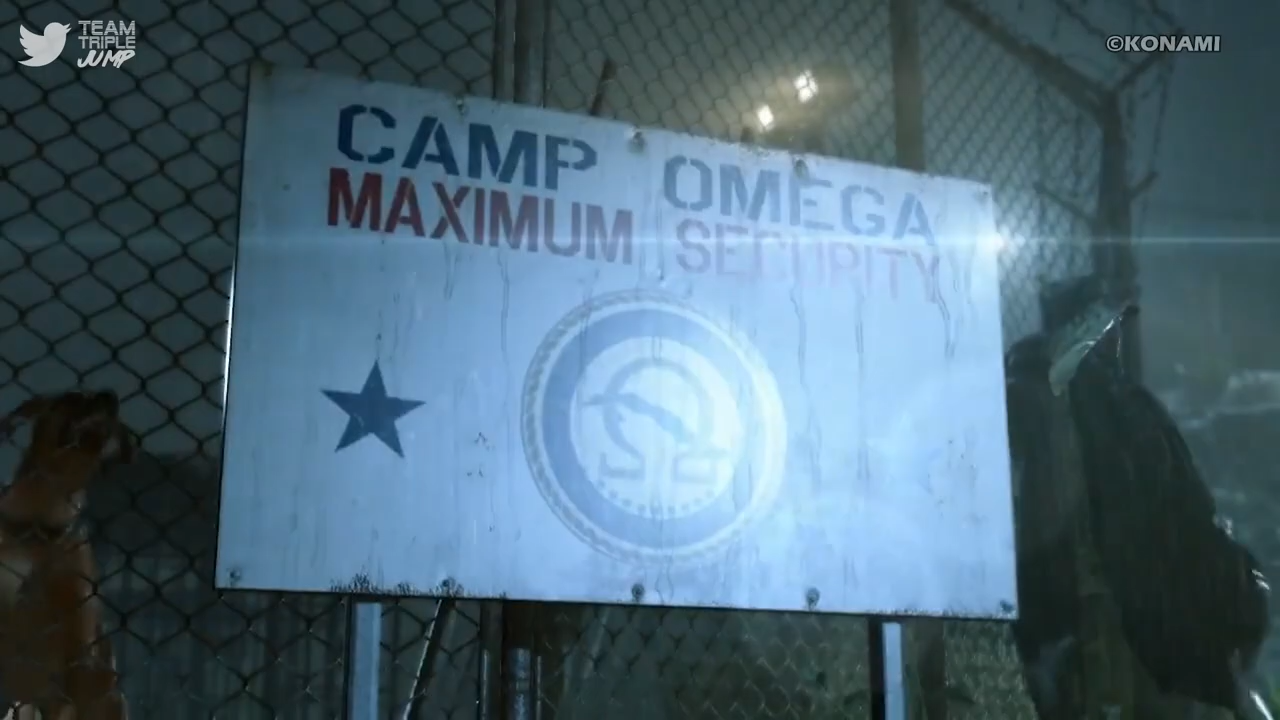 TEAM
TRIPLE
JUMP
©KONAMI
CAMP OMEGA
MAXIMUM SECURITY